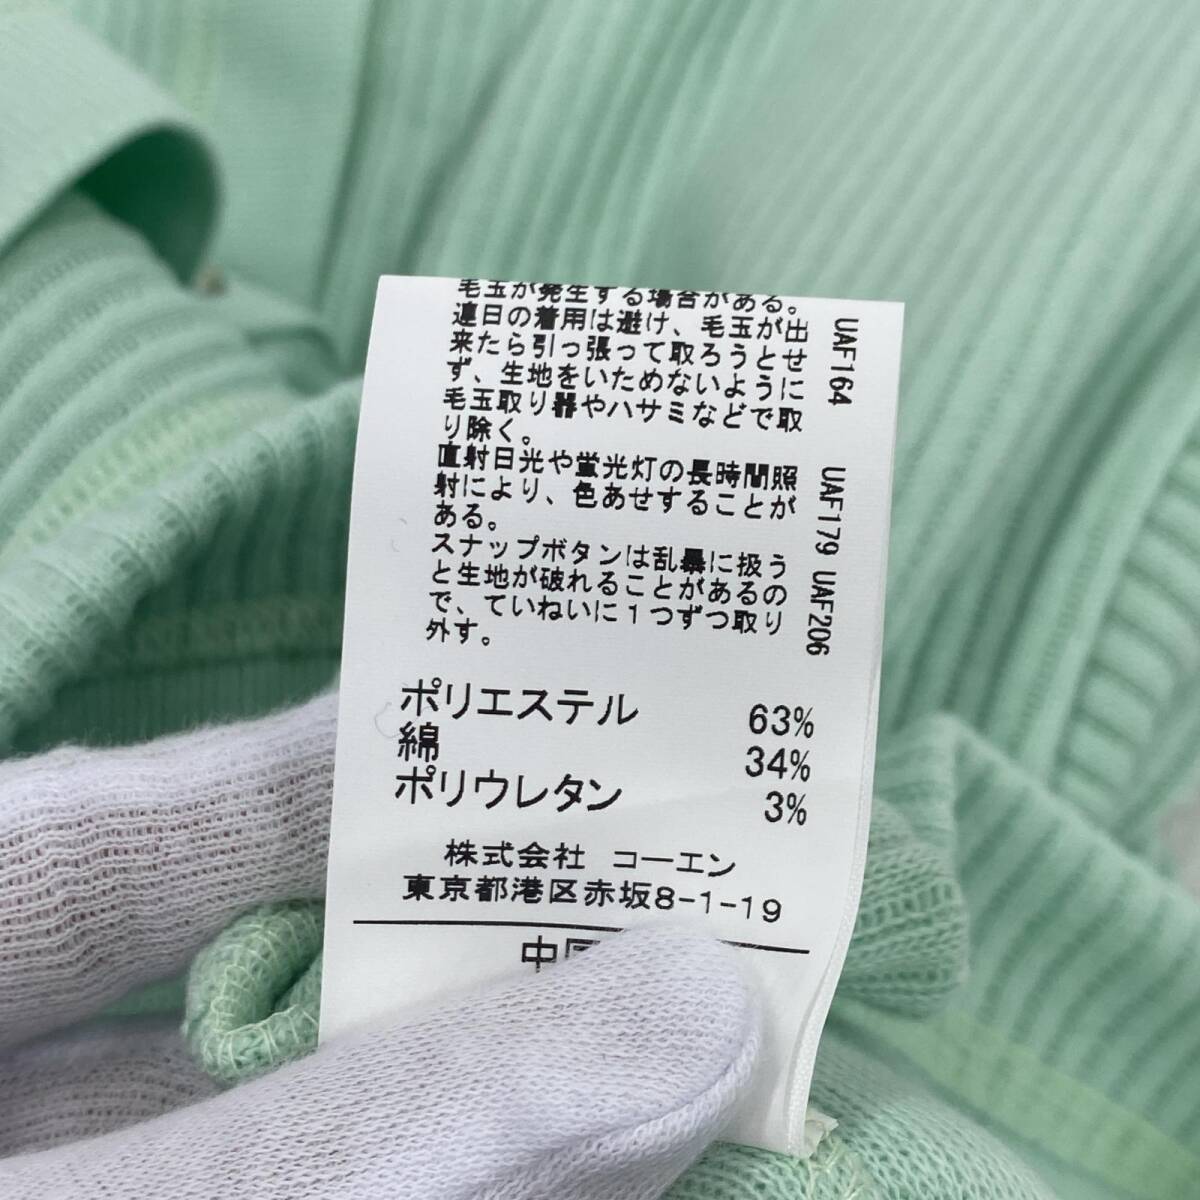 毛玉が発生する場合がある。
連日の着用は避け、毛玉が出
来たら引っ張って取ろうとせ
ず、生地をいためないように
毛玉取り器やハサミなどで取
り除く。
直射日光や蛍光灯の長時間照
射により、色あせすることが
ある。
スナップボタンは乱暴に扱う
と生地が破れることがあるの
で、ていねいに1つずつ取り
外す。
UAF164 UAF179 UAF206
ポリエステル 63%
綿 34%
ポリウレタン 3%
株式会社 コーエン
東京都港区赤坂8-1-19
中